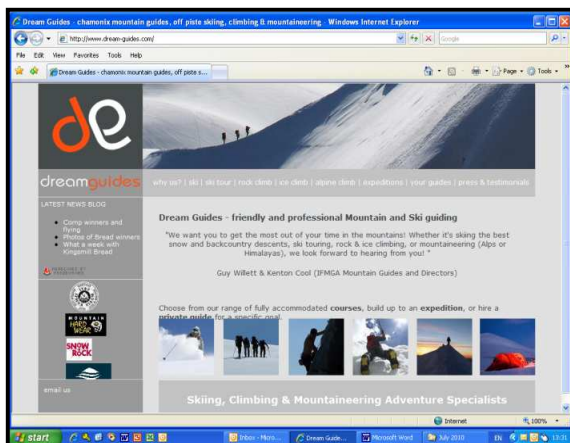 Dream Guides - chamonix mountain guides, off piste skiing, climbing & mountaineering - Windows Internet Explorer
http://www.dream-guides.com/
Google
File Edit View Favorites Tools Help
Dream Guides - chamonix mountain guides, off piste s...
Page Tools
de
dreamguides
why us? | ski | ski tour | rock climb | ice climb | alpine climb | expeditions | your guides | press & testimonials
LATEST NEWS BLOG
Comp winners and flying
Photos of Bread winners
What a week with Kingsmill Bread
Dream Guides - friendly and professional Mountain and Ski guiding
"We want you to get the most out of your time in the mountains! Whether it's skiing the best
snow and backcountry descents, ski touring, rock & ice climbing, or mountaineering (Alps or
Himalayas), we look forward to hearing from you! "
Guy Willett & Kenton Cool (IFMGA Mountain Guides and Directors)
Choose from our range of fully accommodated courses, build up to an expedition, or hire a
private guide for a specific goal.
MOUNTAIN
HARD
WEAR
SNOW
ROCK
email us
Skiing, Climbing & Mountaineering Adventure Specialists
Internet
100%
start
Inbox - Micro...
Dream Guide...
Microsoft Word
July 2010
EN
13:31